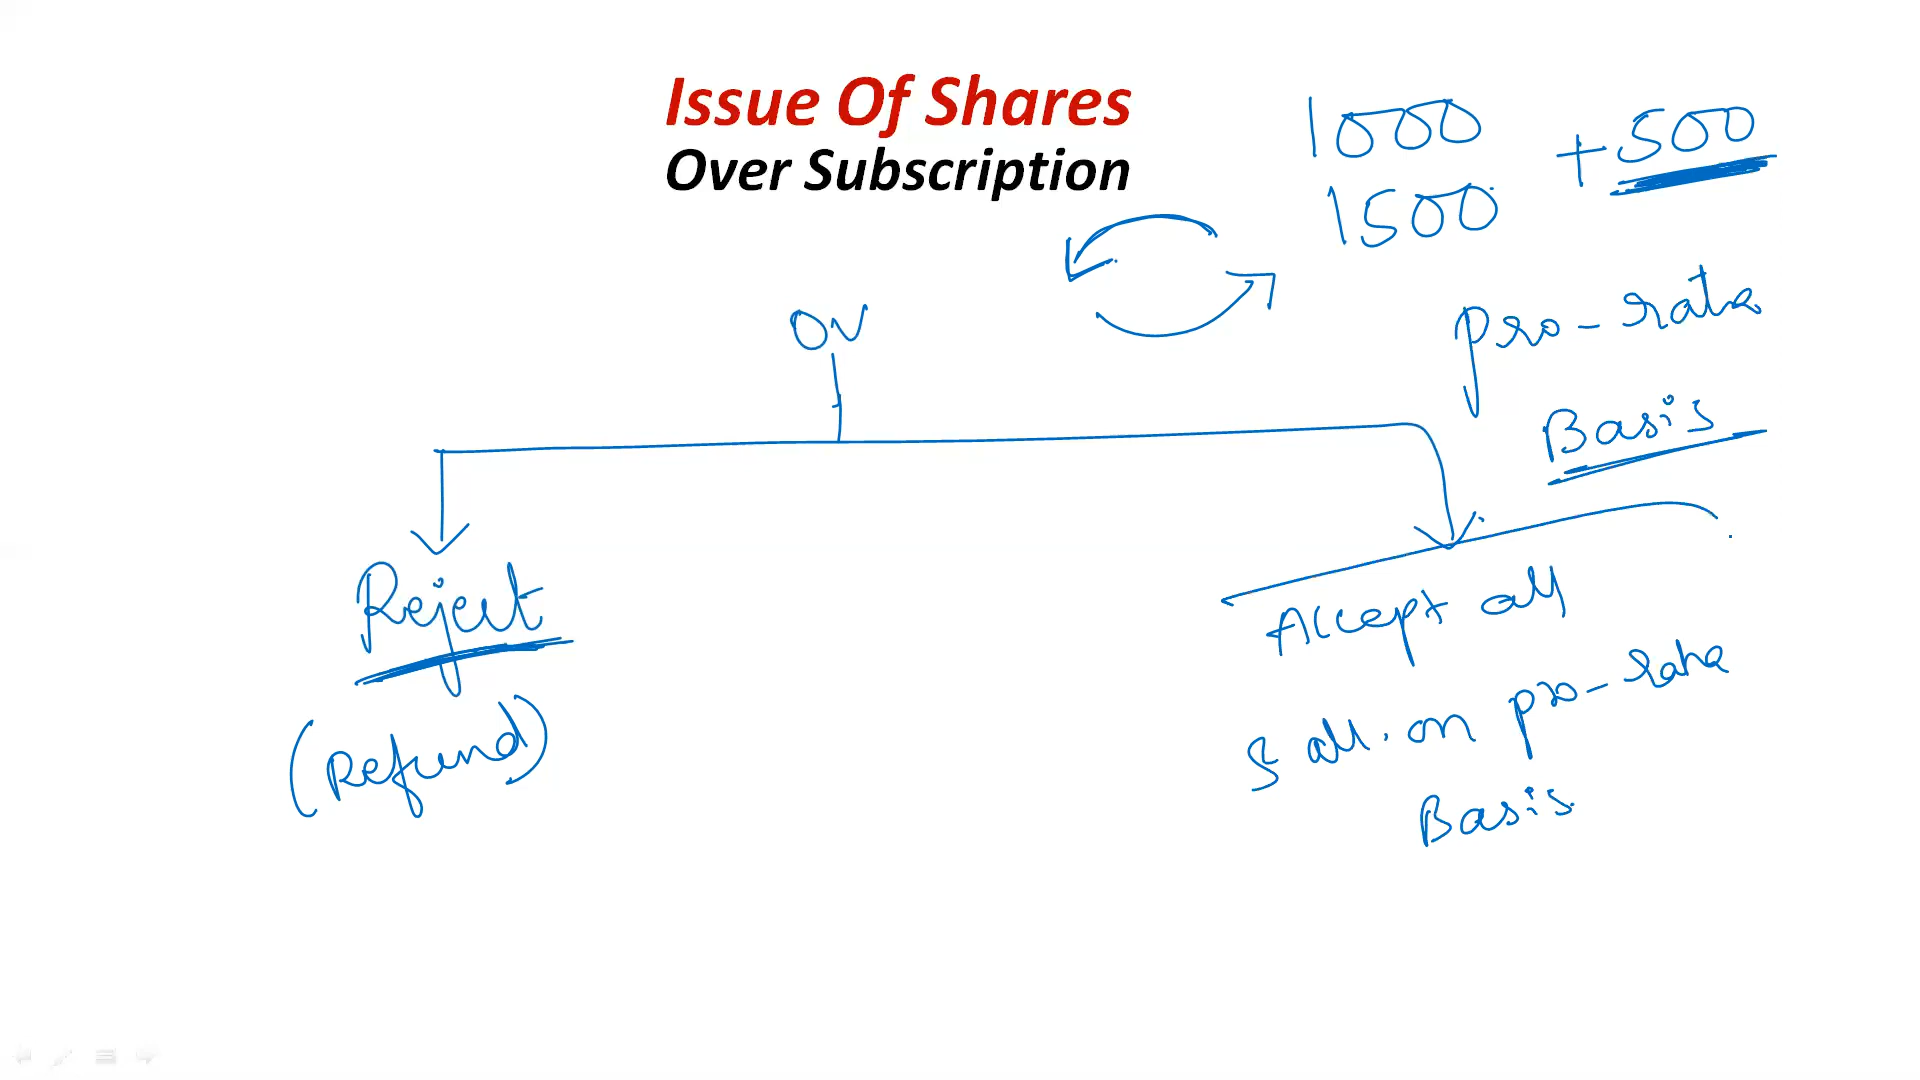 Issue Of Shares
Over Subscription
1000 +500
1500
OV
pro-rata
Basis
Reject
(Refund)
Accept all
& all. on pro-rata
Basis